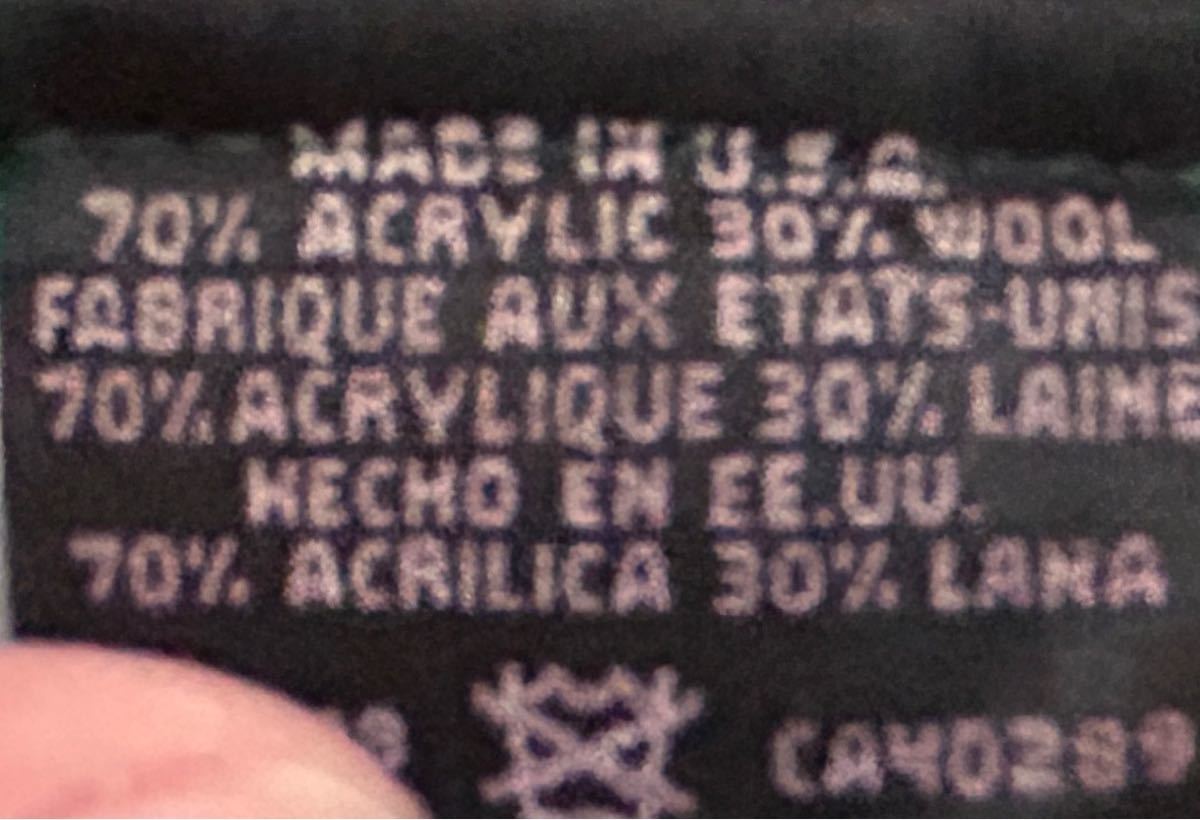 MADE IN U.S.A.
70% ACRYLIC 30% WOOL
FABRIQUE AUX ETATS-UNIS
70% ACRYLIQUE 30% LAINE
HECHO EN EE.UU.
70% ACRILICA 30% LANA
CA40289